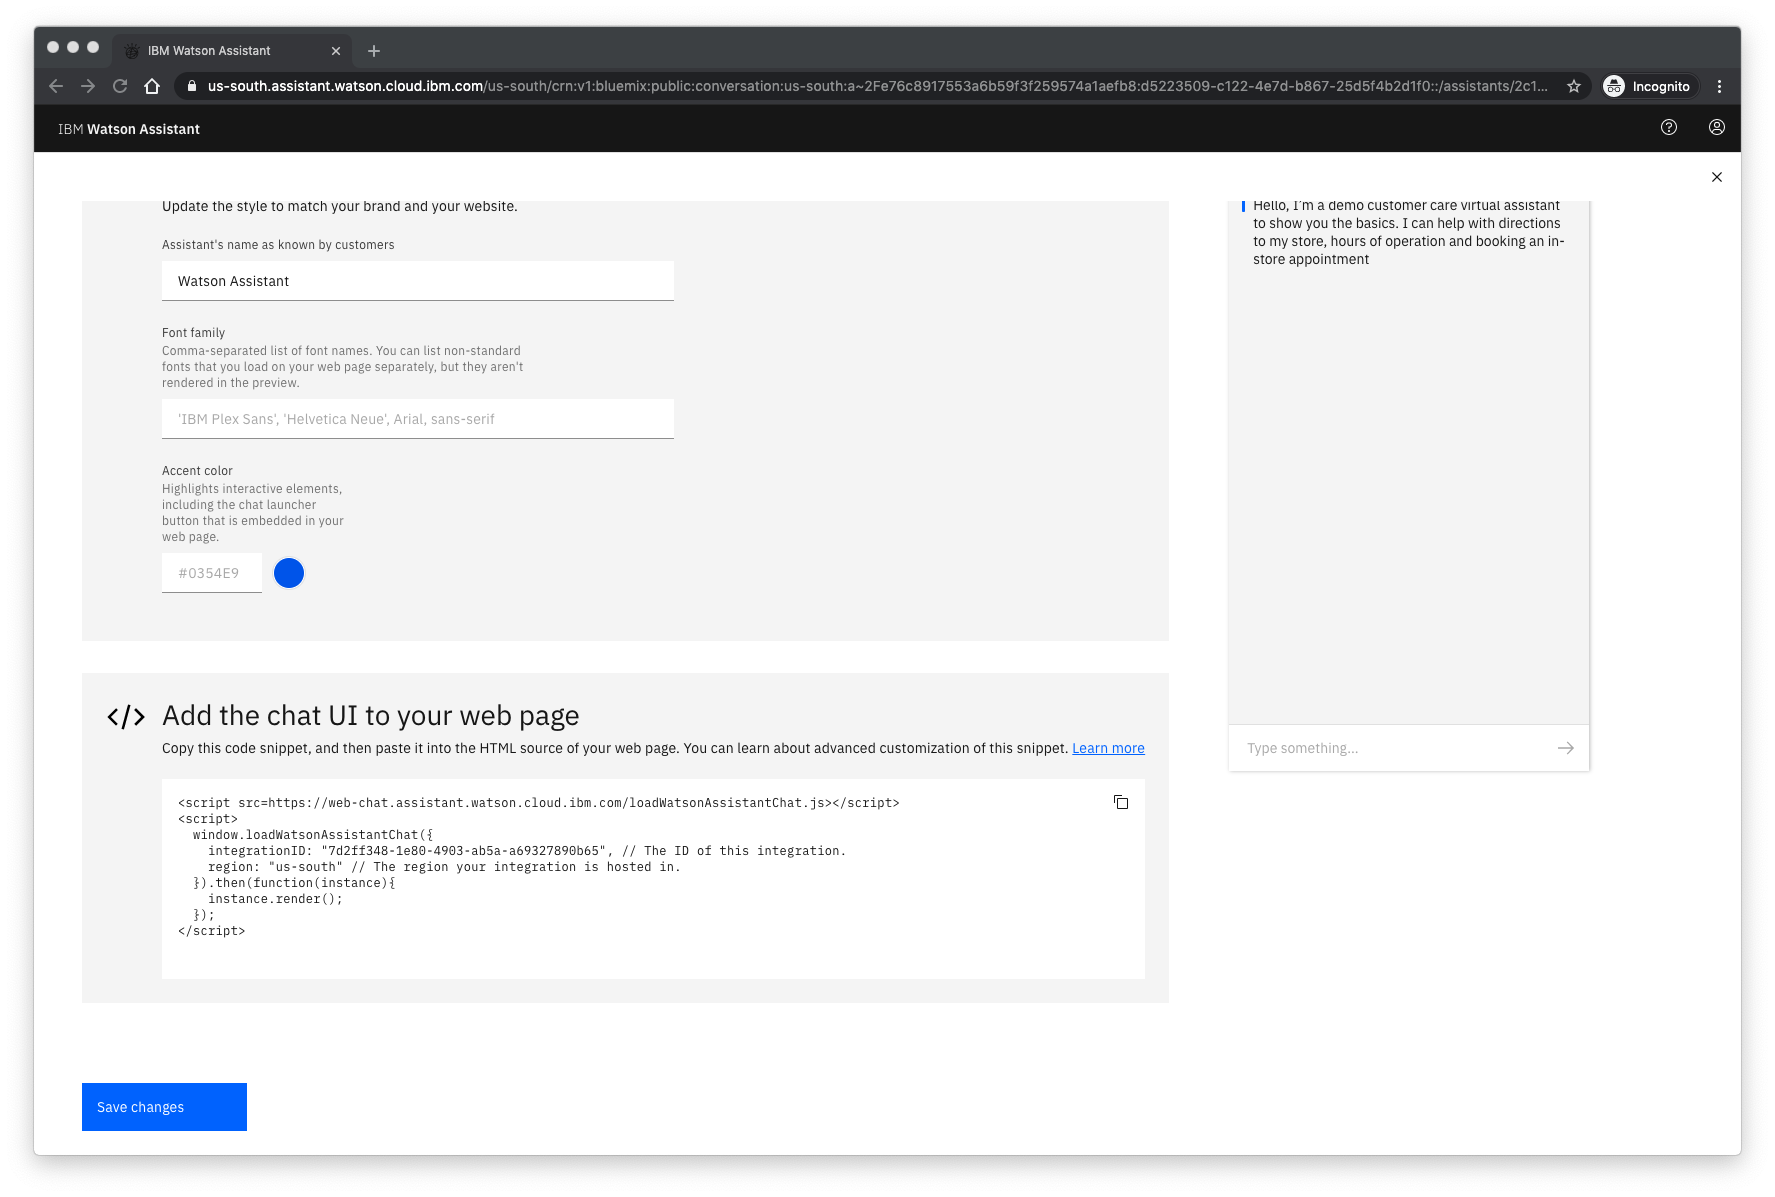 IBM Watson Assistant
us-south.assistant.watson.cloud.ibm.com/us-south/crn:v1:bluemix:public:conversation:us-south:a~2Fe76c8917553a6b59f3f259574a1aefb8:d5223509-c122-4e7d-b867-25d5f4b2d1f0::/assistants/2c1...
Incognito
IBM Watson Assistant
Update the style to match your brand and your website.
Assistant's name as known by customers
Watson Assistant
Font family
Comma-separated list of font names. You can list non-standard
fonts that you load on your web page separately, but they aren't
rendered in the preview.
'IBM Plex Sans', 'Helvetica Neue', Arial, sans-serif
Accent color
Highlights interactive elements,
including the chat launcher
button that is embedded in your
web page.
#0354E9
Add the chat UI to your web page
Copy this code snippet, and then paste it into the HTML source of your web page. You can learn about advanced customization of this snippet. Learn more
<script src=https://web-chat.assistant.watson.cloud.ibm.com/loadWatsonAssistantChat.js></script>
<script>
  window.loadWatsonAssistantChat({
    integrationID: "7d2ff348-1e80-4903-ab5a-a69327890b65", // The ID of this integration.
    region: "us-south" // The region your integration is hosted in.
  }).then(function(instance){
    instance.render();
  });
</script>
Save changes
Hello, I'm a demo customer care virtual assistant
to show you the basics. I can help with directions
to my store, hours of operation and booking an in-
store appointment
Type something...